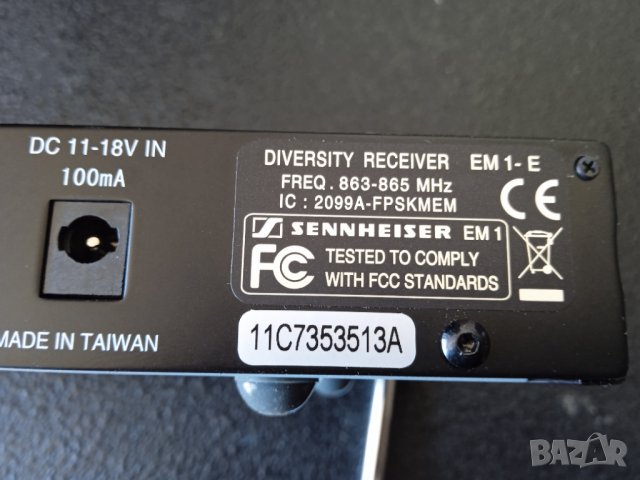 DC 11-18V IN
100mA
MADE IN TAIWAN
DIVERSITY RECEIVER EM 1- E
FREQ . 863-865 MHz
IC : 2099A-FPSKMEM
CE
SENNHEISER EM 1
FC TESTED TO COMPLY
WITH FCC STANDARDS
11C7353513A
BAZAR